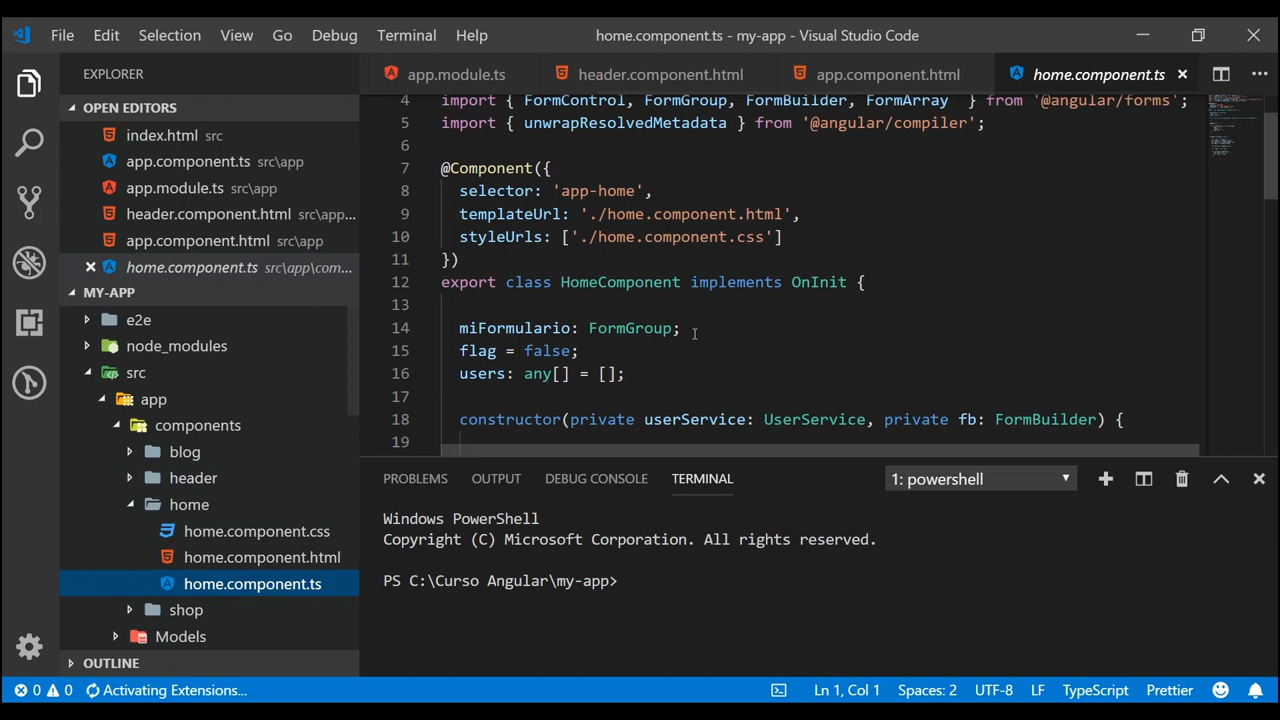 File Edit Selection View Go Debug Terminal Help home.component.ts - my-app - Visual Studio Code
EXPLORER
OPEN EDITORS
index.html src
app.component.ts src\app
app.module.ts src\app
header.component.html src\app...
app.component.html src\app
home.component.ts src\app\com...
MY-APP
e2e
node_modules
src
app
components
blog
header
home
home.component.css
home.component.html
home.component.ts
shop
Models
OUTLINE
app.module.ts header.component.html app.component.html home.component.ts
4 import { FormControl, FormGroup, FormBuilder, FormArray } from '@angular/forms';
5 import { unwrapResolvedMetadata } from '@angular/compiler';
6
7 @Component({
8 selector: 'app-home',
9 templateUrl: './home.component.html',
10 styleUrls: ['./home.component.css']
11 })
12 export class HomeComponent implements OnInit {
13
14 miFormulario: FormGroup;
15 flag = false;
16 users: any[] = [];
17
18 constructor(private userService: UserService, private fb: FormBuilder) {
19
PROBLEMS OUTPUT DEBUG CONSOLE TERMINAL 1: powershell
Windows PowerShell
Copyright (C) Microsoft Corporation. All rights reserved.
PS C:\Curso Angular\my-app>
0 0 Activating Extensions... Ln 1, Col 1 Spaces: 2 UTF-8 LF TypeScript Prettier